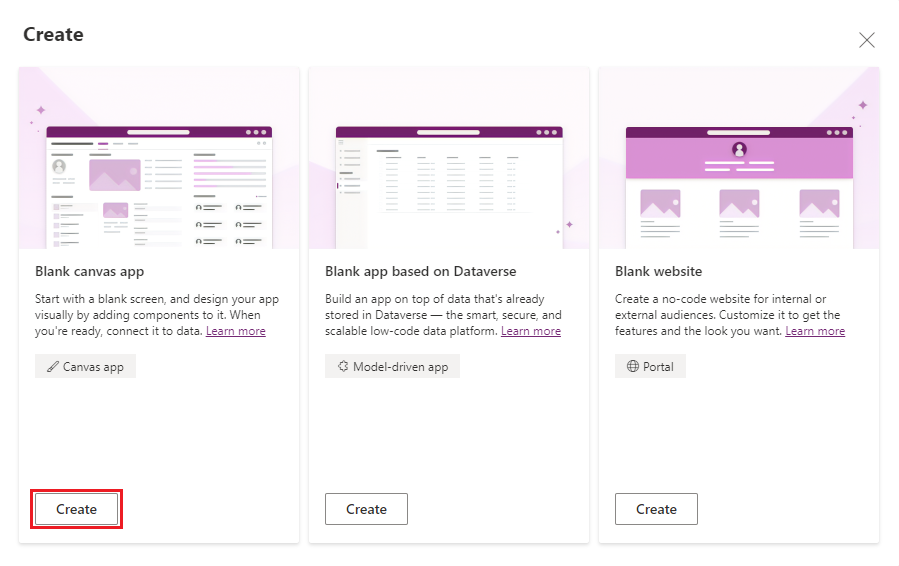 Create
Blank canvas app
Start with a blank screen, and design your app
visually by adding components to it. When
you're ready, connect it to data. Learn more
Canvas app
Create
Blank app based on Dataverse
Build an app on top of data that's already
stored in Dataverse — the smart, secure, and
scalable low-code data platform. Learn more
Model-driven app
Create
Blank website
Create a no-code website for internal or
external audiences. Customize it to get the
features and the look you want. Learn more
Portal
Create